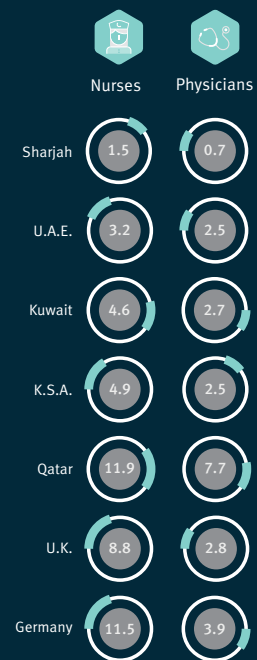 Nurses Physicians
Sharjah 1.5 0.7
U.A.E. 3.2 2.5
Kuwait 4.6 2.7
K.S.A. 4.9 2.5
Qatar 11.9 7.7
U.K. 8.8 2.8
Germany 11.5 3.9